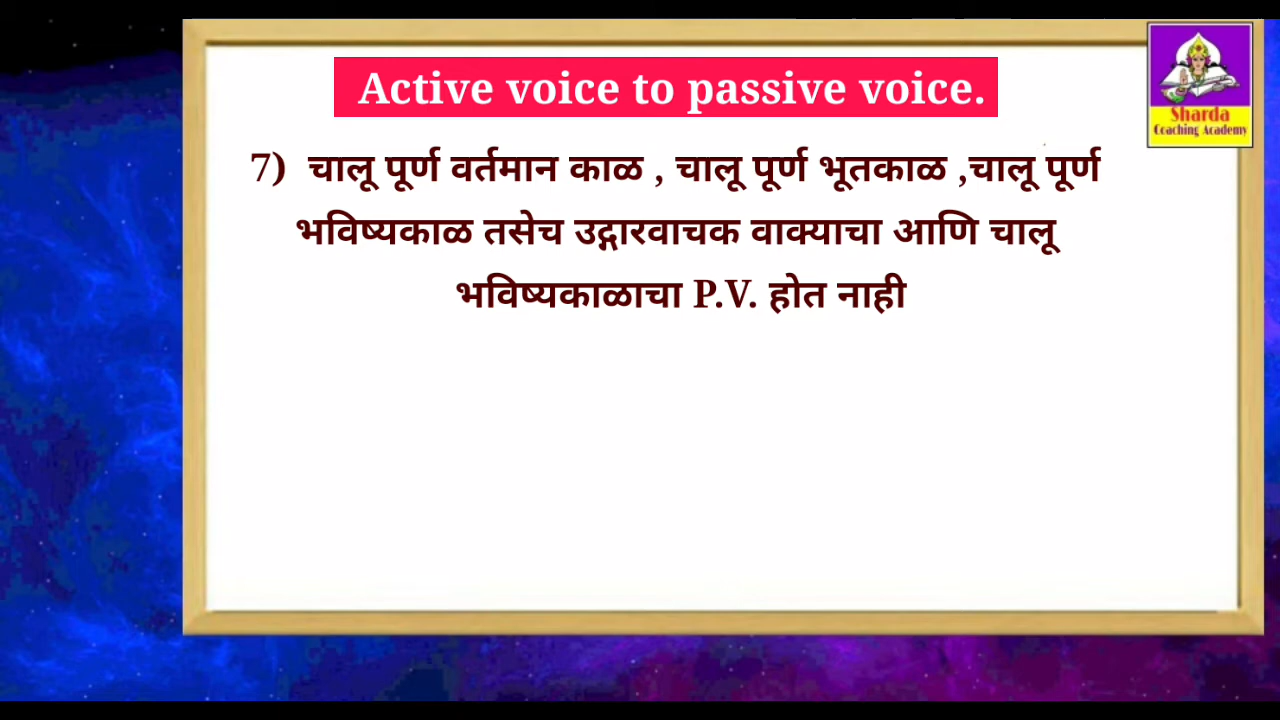 Active voice to passive voice.
7) चालू पूर्ण वर्तमान काळ , चालू पूर्ण भूतकाळ ,चालू पूर्ण
भविष्यकाळ तसेच उद्गारवाचक वाक्याचा आणि चालू
भविष्यकाळाचा P.V. होत नाही
Sharda
Coaching Academy